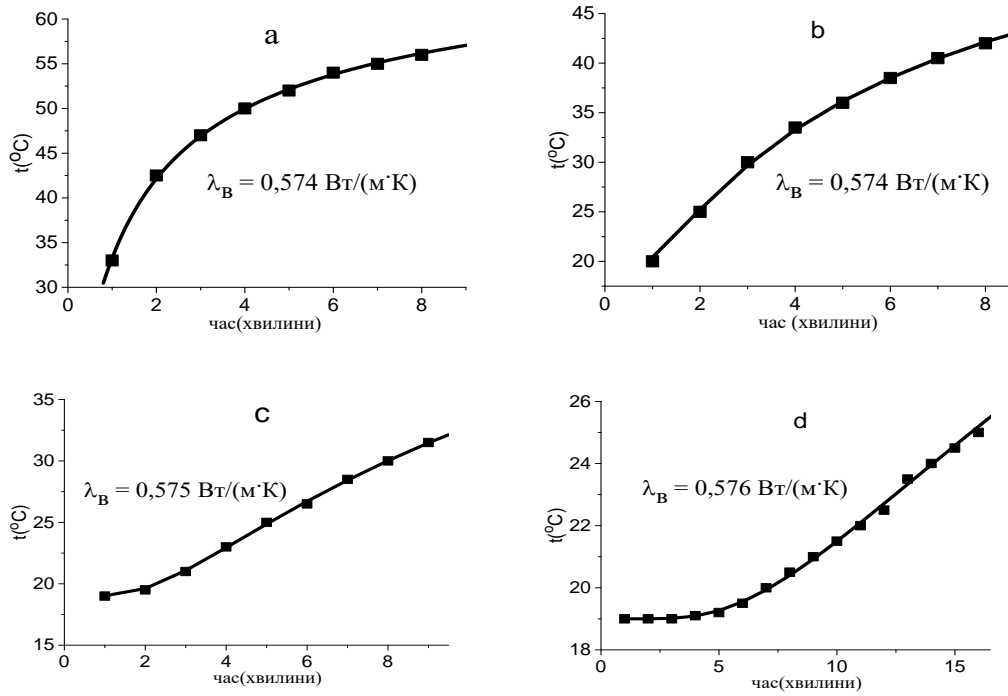 a
t(°C)
60
55
50
45
40
35
30
λв = 0,574 Вт/(м·К)
0 2 4 6 8
час(хвилини)
b
t(°C)
45
40
35
30
25
20
λв = 0,574 Вт/(м·К)
0 2 4 6 8
час (хвилини)
c
t(°C)
35
30
25
20
15
λв = 0,575 Вт/(м·К)
0 2 4 6 8
час(хвилини)
d
t(°C)
26
24
22
20
18
λв = 0,576 Вт/(м·К)
0 5 10 15
час(хвилини)